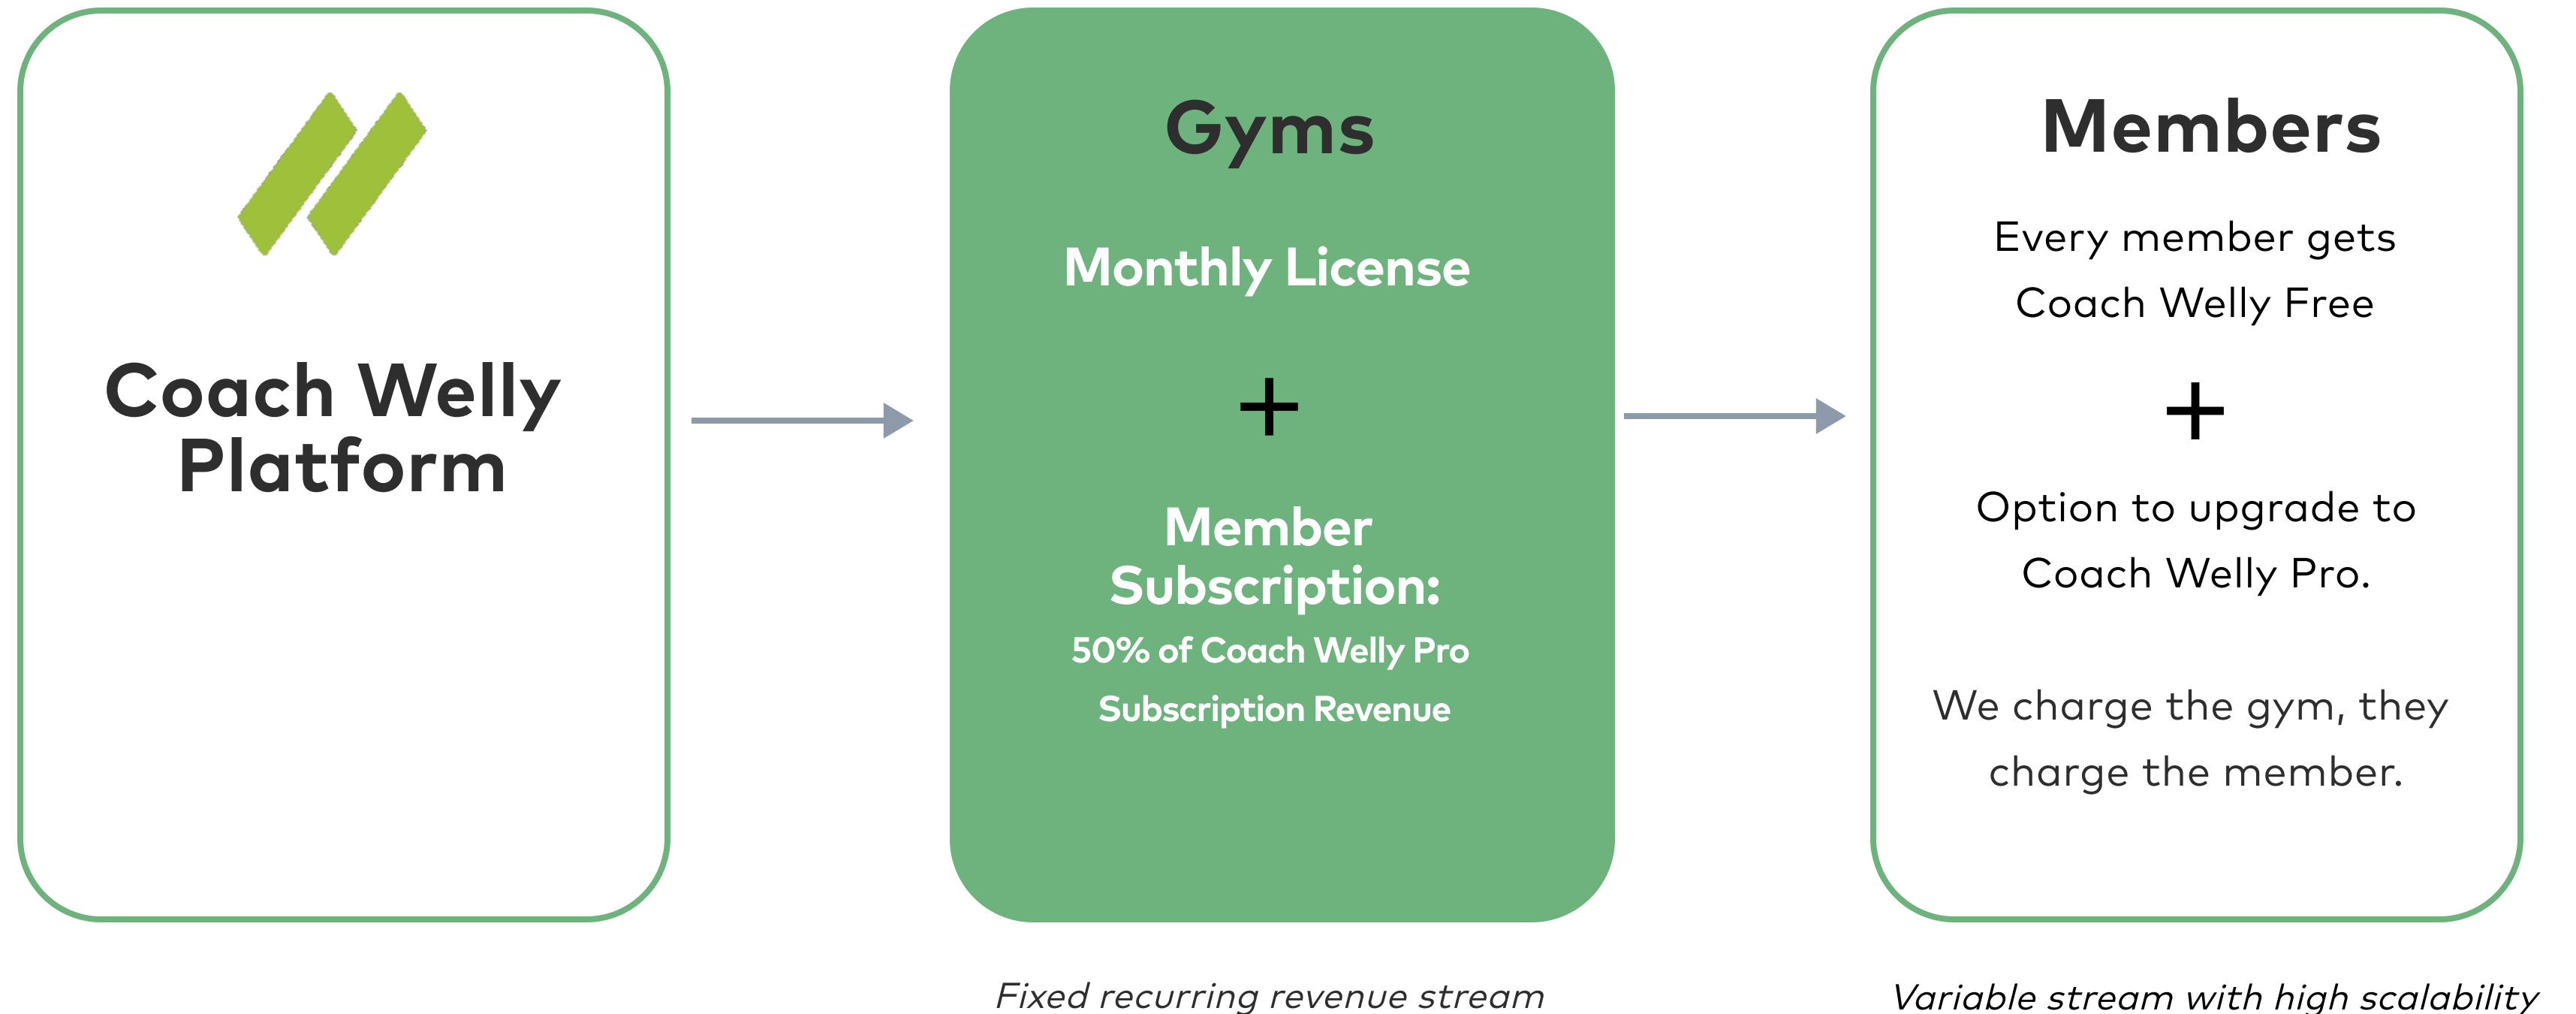 Coach Welly
Platform
Gyms
Monthly License
+
Member
Subscription:
50% of Coach Welly Pro
Subscription Revenue
Fixed recurring revenue stream
Members
Every member gets
Coach Welly Free
+
Option to upgrade to
Coach Welly Pro.
We charge the gym, they
charge the member.
Variable stream with high scalability